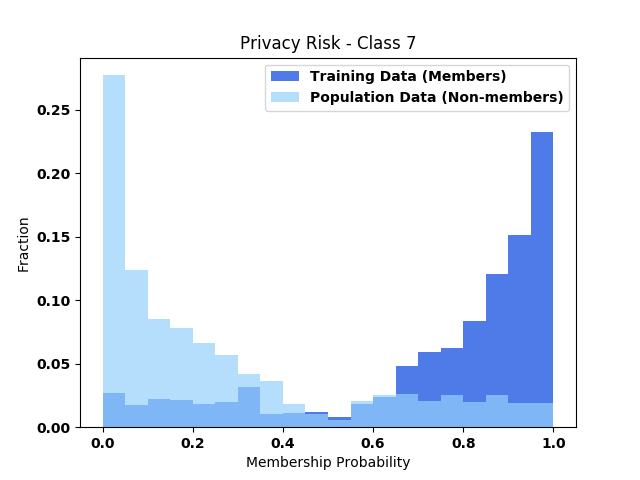 Privacy Risk - Class 7
Training Data (Members)
Population Data (Non-members)
Fraction
0.25
0.20
0.15
0.10
0.05
0.00
0.0 0.2 0.4 0.6 0.8 1.0
Membership Probability